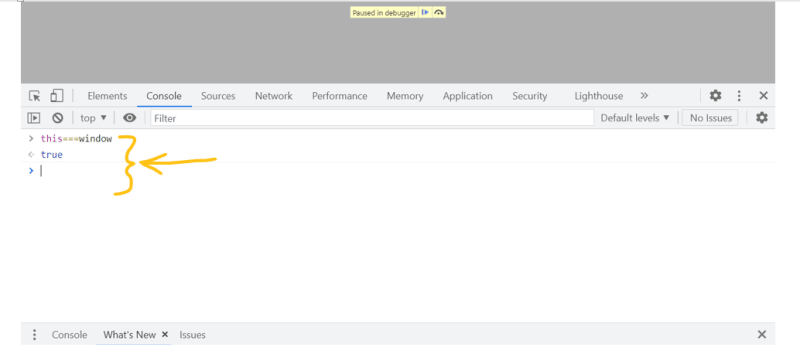 Paused in debugger
Elements Console Sources Network Performance Memory Application Security Lighthouse »
top ▼ Filter Default levels ▼ No Issues
> this===window
< true
>
Console What's New × Issues